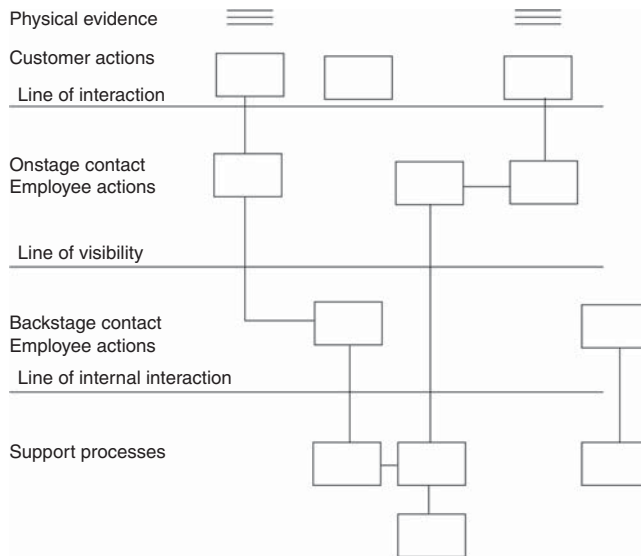 Physical evidence
Customer actions
Line of interaction
Onstage contact
Employee actions
Line of visibility
Backstage contact
Employee actions
Line of internal interaction
Support processes